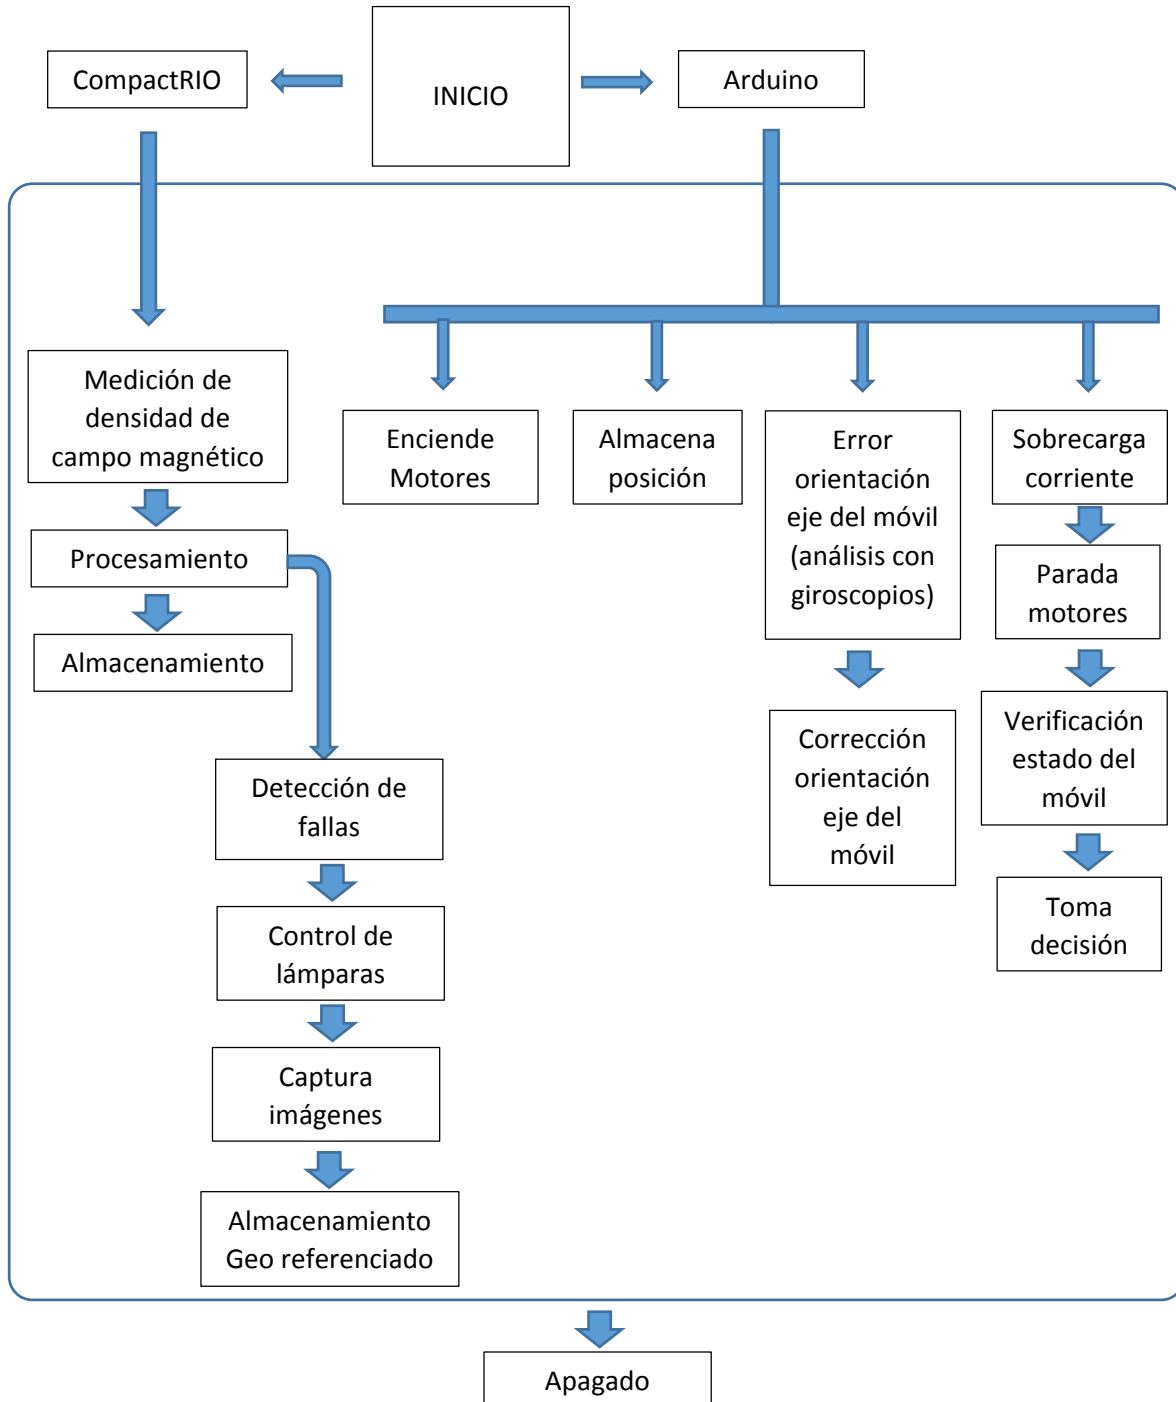 CompactRIO
INICIO
Arduino
Medición de
densidad de
campo magnético
Procesamiento
Almacenamiento
Detección de
fallas
Control de
lámparas
Captura
imágenes
Almacenamiento
Geo referenciado
Enciende
Motores
Almacena
posición
Error
orientación
eje del móvil
(análisis con
giroscopios)
Corrección
orientación
eje del
móvil
Sobrecarga
corriente
Parada
motores
Verificación
estado del
móvil
Toma
decisión
Apagado